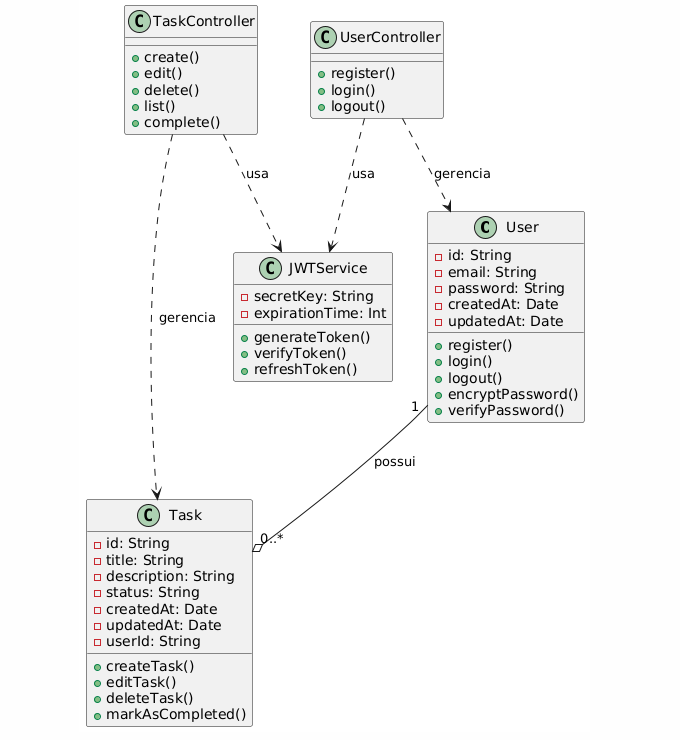 C TaskController
create()
edit()
delete()
list()
complete()
C UserController
register()
login()
logout()
usa
usa
gerencia
gerencia
C JWTService
secretKey: String
expirationTime: Int
generateToken()
verifyToken()
refreshToken()
C User
id: String
email: String
password: String
createdAt: Date
updatedAt: Date
register()
login()
logout()
encryptPassword()
verifyPassword()
1
possui
0..*
C Task
id: String
title: String
description: String
status: String
createdAt: Date
updatedAt: Date
userId: String
createTask()
editTask()
deleteTask()
markAsCompleted()